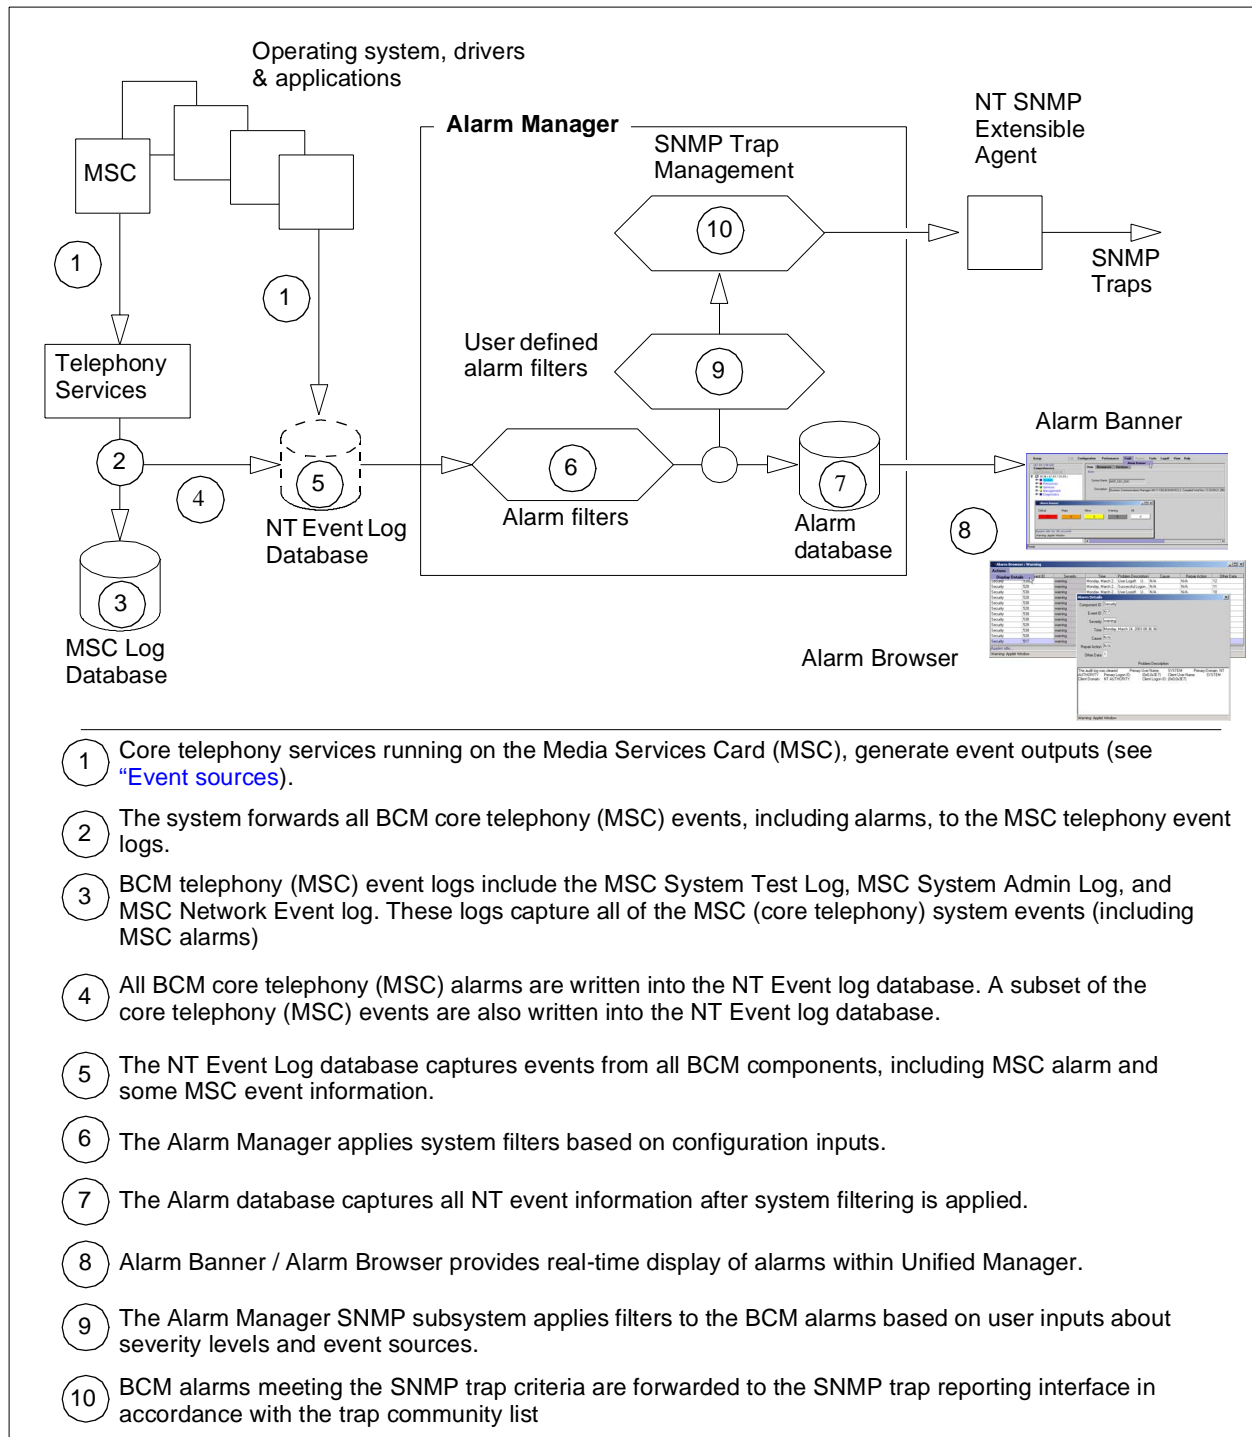 Operating system, drivers
& applications
Alarm Manager
NT SNMP
Extensible
Agent
SNMP Trap
Management
MSC
10
1
1
SNMP
Traps
Telephony
Services
User defined
alarm filters
9
Alarm Banner
2
4
5
6
7
8
NT Event Log
Database
Alarm filters
Alarm
database
3
MSC Log
Database
Alarm Browser
1 Core telephony services running on the Media Services Card (MSC), generate event outputs (see
“Event sources).
2 The system forwards all BCM core telephony (MSC) events, including alarms, to the MSC telephony event
logs.
3 BCM telephony (MSC) event logs include the MSC System Test Log, MSC System Admin Log, and
MSC Network Event log. These logs capture all of the MSC (core telephony) system events (including
MSC alarms)
4 All BCM core telephony (MSC) alarms are written into the NT Event log database. A subset of the
core telephony (MSC) events are also written into the NT Event log database.
5 The NT Event Log database captures events from all BCM components, including MSC alarm and
some MSC event information.
6 The Alarm Manager applies system filters based on configuration inputs.
7 The Alarm database captures all NT event information after system filtering is applied.
8 Alarm Banner / Alarm Browser provides real-time display of alarms within Unified Manager.
9 The Alarm Manager SNMP subsystem applies filters to the BCM alarms based on user inputs about
severity levels and event sources.
10 BCM alarms meeting the SNMP trap criteria are forwarded to the SNMP trap reporting interface in
accordance with the trap community list